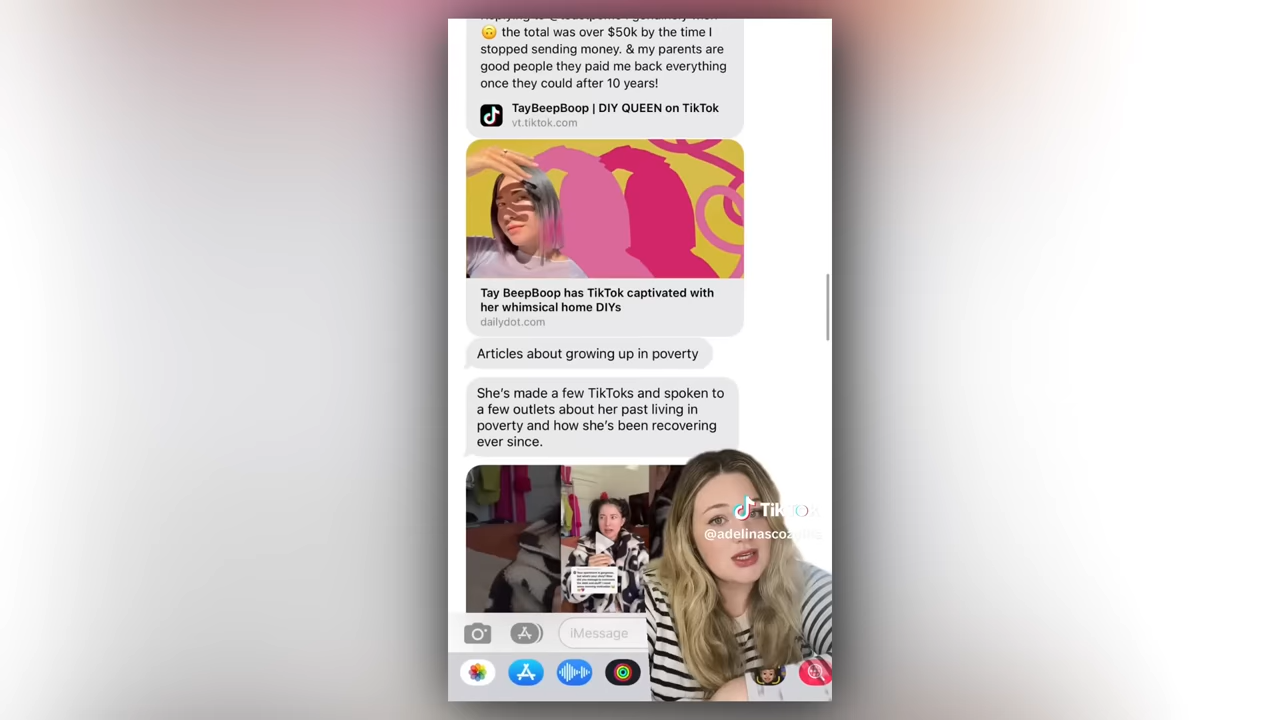 the total was over $50k by the time I
stopped sending money. & my parents are
good people they paid me back everything
once they could after 10 years!
TayBeepBoop | DIY QUEEN on TikTok
vt.tiktok.com
Tay BeepBoop has TikTok captivated with
her whimsical home DIYs
dailydot.com
Articles about growing up in poverty
She’s made a few TikToks and spoken to
a few outlets about her past living in
poverty and how she’s been recovering
ever since.
TikTok
iMessage